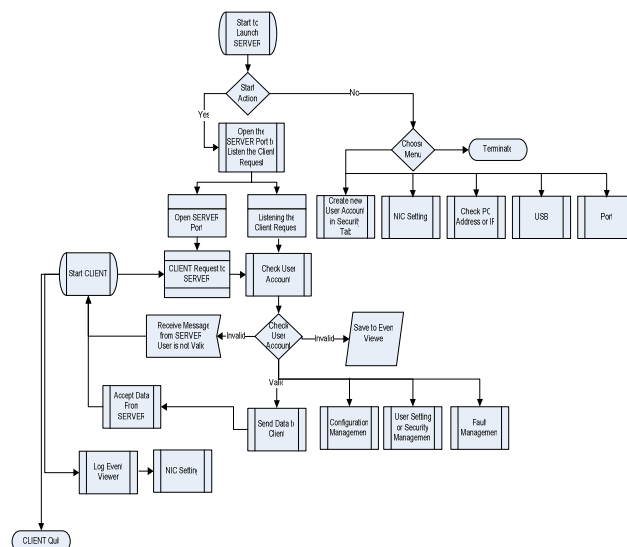 Start to
Launch
SERVER
Start
Action
No
Yes
Open the
SERVER Port to
Listen the Client
Request
Choose
Menu
Terminate
Create new
User Account
in Security
Tab
NIC Setting
Check PC
Address or IP
USB
Port
Open SERVER
Port
Listening the
Client Request
Start CLIENT
CLIENT Request to
SERVER
Check User
Account
Receive Message
from SERVER
User is not Valid
Invalid
Check
User
Account
Invalid
Save to Event
Viewer
Valid
Accept Data
From
SERVER
Send Data to
Client
Configuration
Management
User Setting
or Security
Management
Fault
Management
Log Event
Viewer
NIC Setting
CLIENT Quit